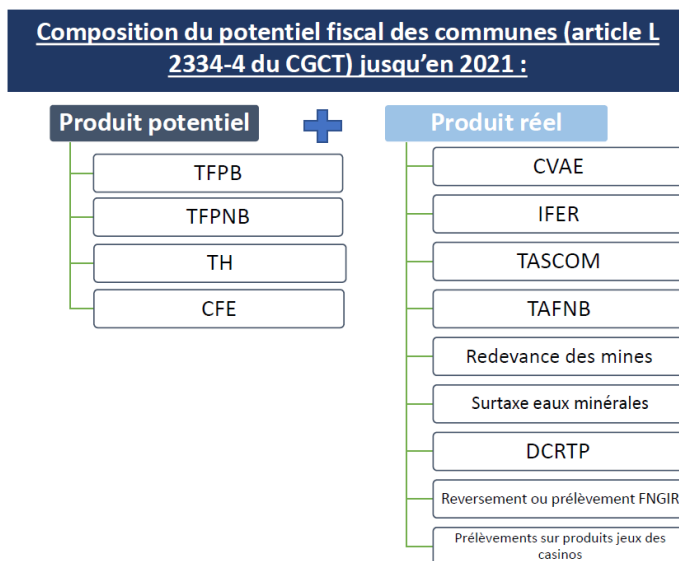 Composition du potentiel fiscal des communes (article L
2334-4 du CGCT) jusqu’en 2021 :
Produit potentiel
TFPB
TFPNB
TH
CFE
Produit réel
CVAE
IFER
TASCOM
TAFNB
Redevance des mines
Surtaxe eaux minérales
DCRTP
Reversement ou prélèvement FNGIR
Prélèvements sur produits jeux des
casinos